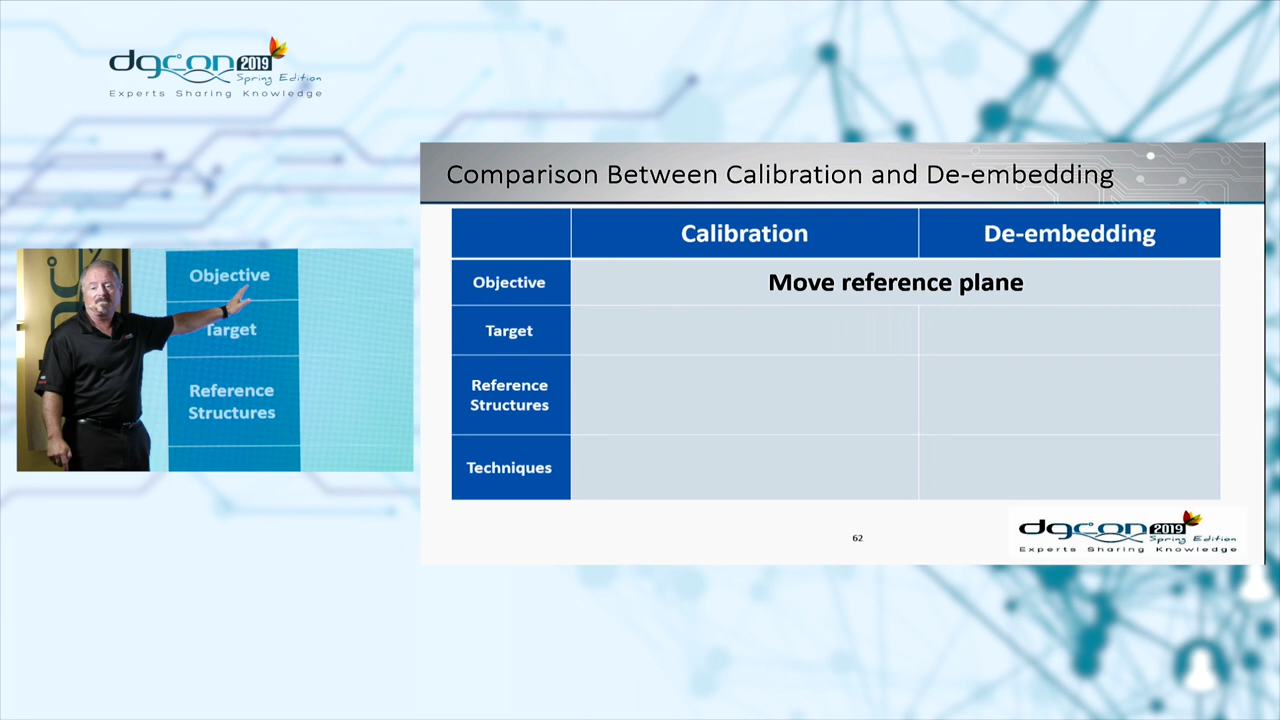 dgcon 2019
Spring Edition
Experts Sharing Knowledge
Comparison Between Calibration and De-embedding
Calibration
De-embedding
Objective
Move reference plane
Target
Reference
Structures
Techniques
Objective
Target
Reference
Structures
62
dgcon 2019
Spring Edition
Experts Sharing Knowledge